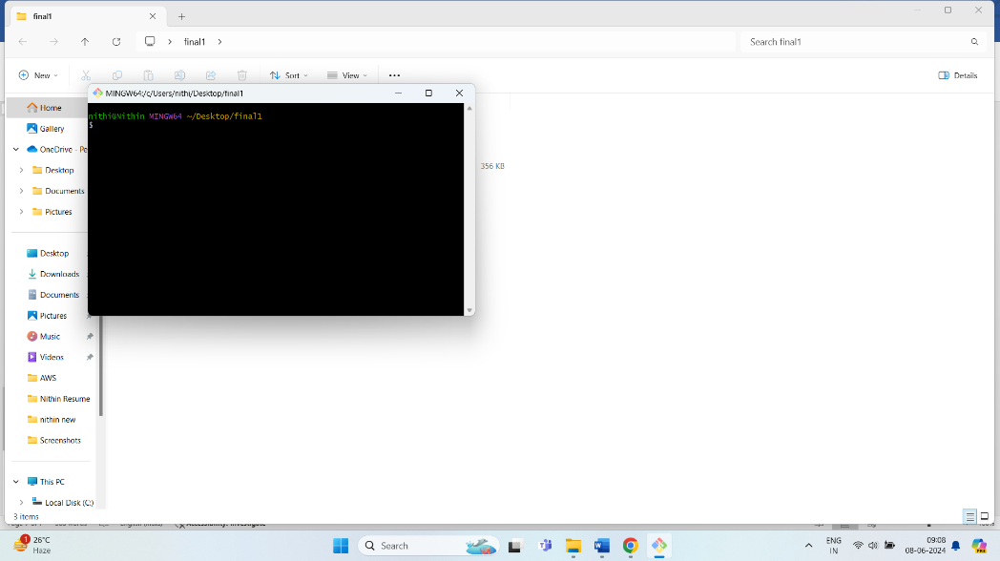 final1
final1
Search final1
New
Sort
View
Details
MINGW64:/c/Users/nithi/Desktop/final1
nithi@Nithin MINGW64 ~/Desktop/final1
$
Home
Gallery
OneDrive - Pe
Desktop
Documents
Pictures
356 KB
Desktop
Downloads
Documents
Pictures
Music
Videos
AWS
Nithin Resume
nithin new
Screenshots
This PC
Local Disk (C:)
3 items
1
26°C
Haze
Search
ENG
IN
09:08
08-06-2024